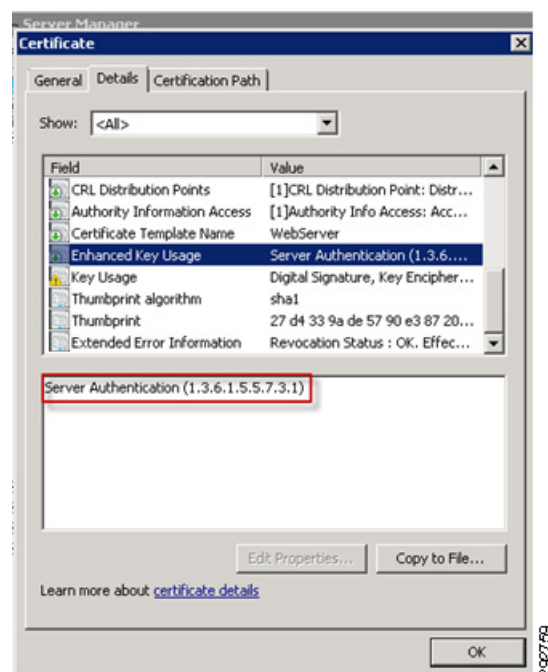 Server Manager
Certificate
General Details Certification Path
Show: <All>
Field Value
CRL Distribution Points [1]CRL Distribution Point: Distr...
Authority Information Access [1]Authority Info Access: Acc...
Certificate Template Name WebServer
Enhanced Key Usage Server Authentication (1.3.6....
Key Usage Digital Signature, Key Encipher...
Thumbprint algorithm sha1
Thumbprint 27 d4 33 9a de 57 90 e3 87 20...
Extended Error Information Revocation Status : OK. Effec...
Server Authentication (1.3.6.1.5.5.7.3.1)
Edit Properties... Copy to File...
Learn more about certificate details
OK